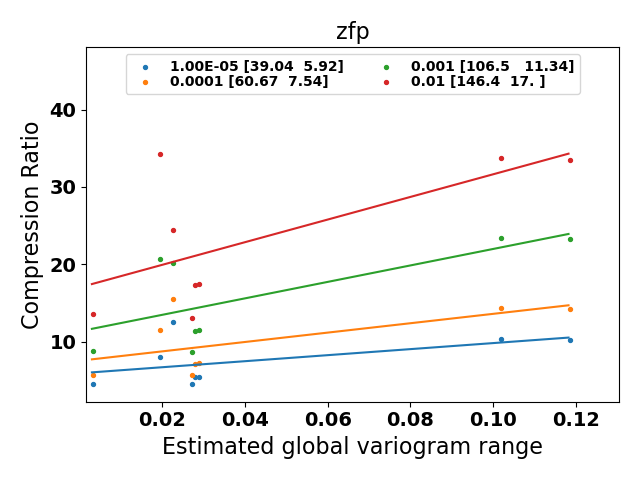 zfp
1.00E-05 [39.04  5.92]
0.0001 [60.67  7.54]
0.001 [106.5   11.34]
0.01 [146.4  17. ]
Compression Ratio
40
30
20
10
0.02 0.04 0.06 0.08 0.10 0.12
Estimated global variogram range